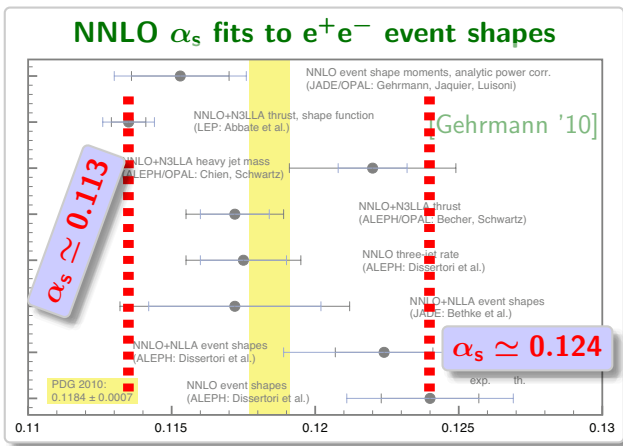 NNLO αs fits to e+e− event shapes
NNLO event shape moments, analytic power corr.
(JADE/OPAL: Gehrmann, Jaquier, Luisoni)
NNLO+N3LLA thrust, shape function
(LEP: Abbate et al.)
[Gehrmann '10]
NNLO+N3LLA heavy jet mass
(ALEPH/OPAL: Chien, Schwartz)
αs ≃ 0.113
NNLO+N3LLA thrust
(ALEPH/OPAL: Becher, Schwartz)
NNLO three-jet rate
(ALEPH: Dissertori et al.)
NNLO+NLLA event shapes
(JADE: Bethke et al.)
NNLO+NLLA event shapes
(ALEPH: Dissertori et al.)
αs ≃ 0.124
PDG 2010:
0.1184 ± 0.0007
NNLO event shapes
(ALEPH: Dissertori et al.)
exp. th.
0.11 0.115 0.12 0.125 0.13